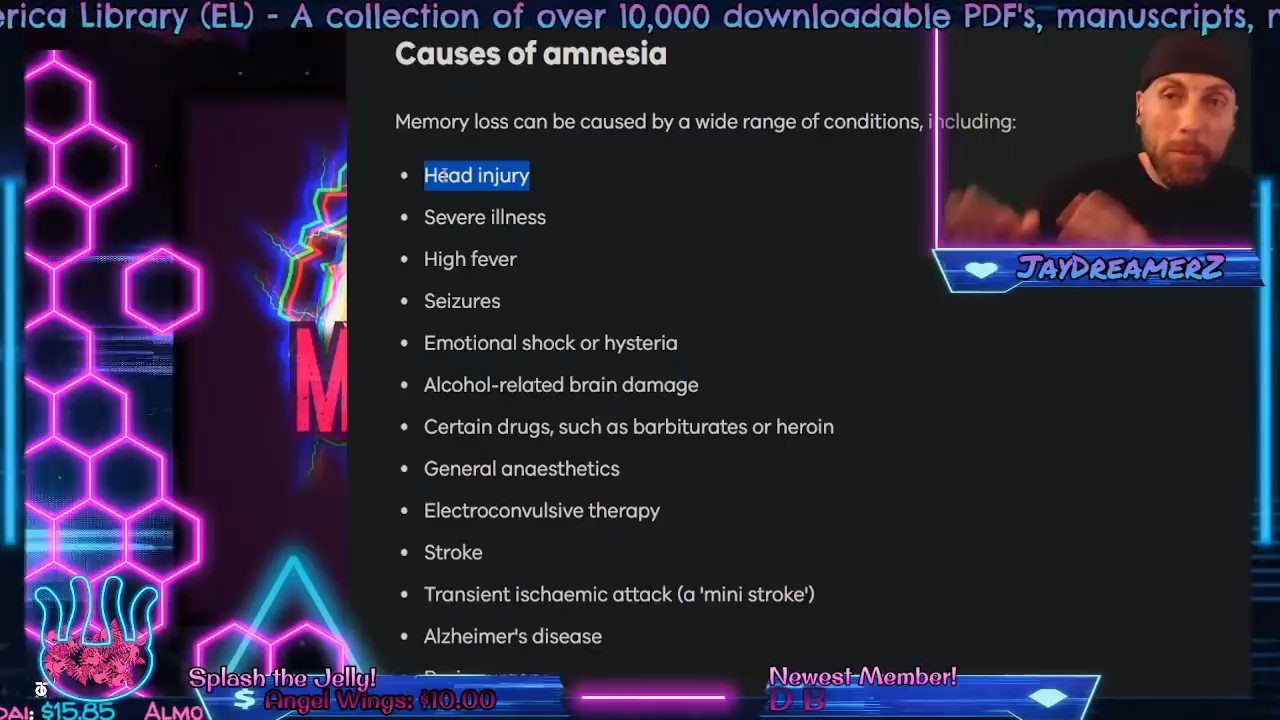 erica Library (EL) - A collection of over 10,000 downloadable PDF's, manuscripts,
Causes of amnesia
Memory loss can be caused by a wide range of conditions, including:
• Head injury
• Severe illness
• High fever
• Seizures
• Emotional shock or hysteria
• Alcohol-related brain damage
• Certain drugs, such as barbiturates or heroin
• General anaesthetics
• Electroconvulsive therapy
• Stroke
• Transient ischaemic attack (a 'mini stroke')
• Alzheimer's disease
JayDreamerZ
M
Splash the Jelly!
$ Angel Wings: $10.00
Newest Member!
D B
dai: $15.85 Almo